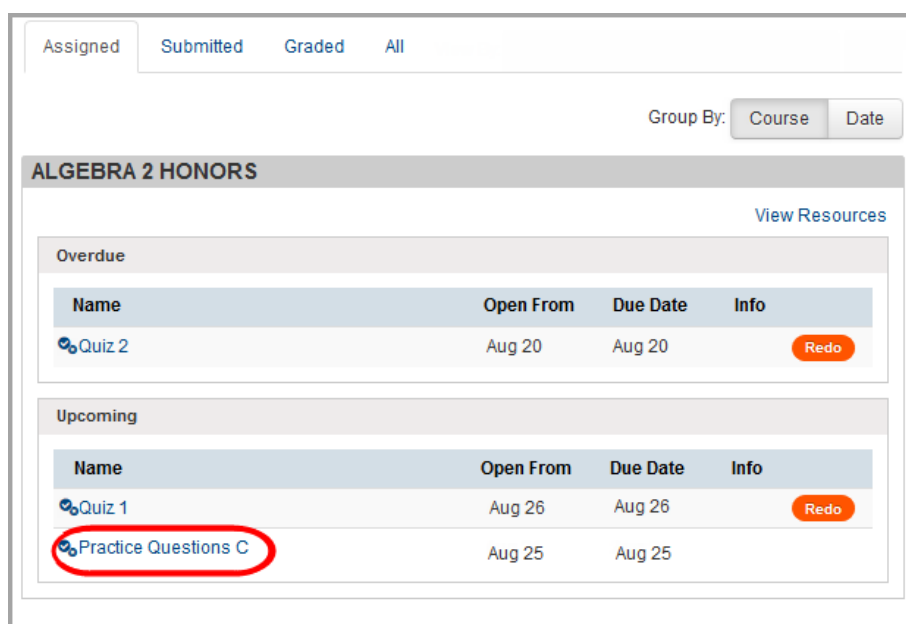 Assigned Submitted Graded All
Group By: Course Date
ALGEBRA 2 HONORS
View Resources
Overdue
Name Open From Due Date Info
Quiz 2 Aug 20 Aug 20 Redo
Upcoming
Name Open From Due Date Info
Quiz 1 Aug 26 Aug 26 Redo
Practice Questions C Aug 25 Aug 25